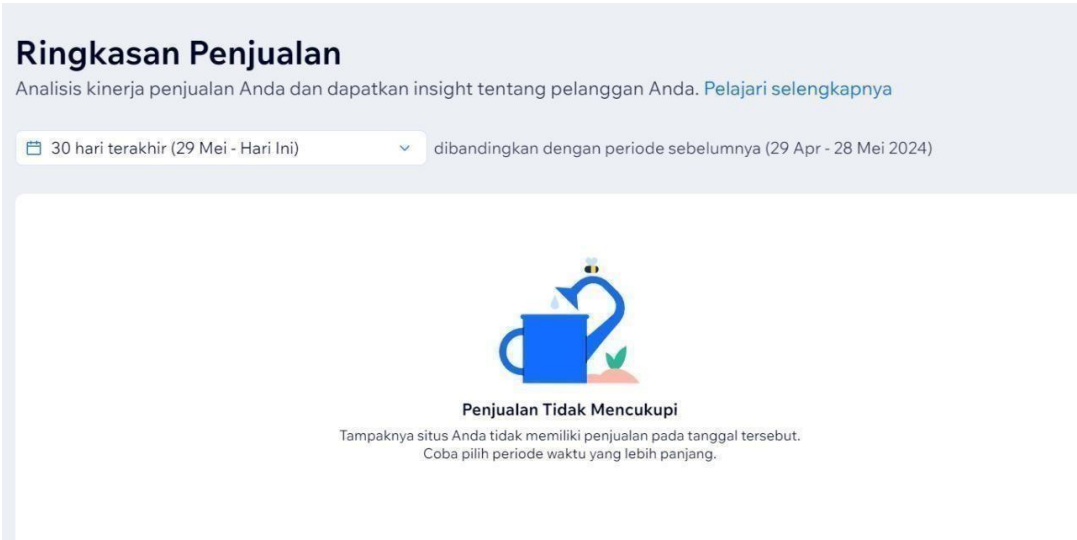 Ringkasan Penjualan
Analisis kinerja penjualan Anda dan dapatkan insight tentang pelanggan Anda. Pelajari selengkapnya
30 hari terakhir (29 Mei - Hari Ini) dibandingkan dengan periode sebelumnya (29 Apr - 28 Mei 2024)
Penjualan Tidak Mencukupi
Tampaknya situs Anda tidak memiliki penjualan pada tanggal tersebut.
Coba pilih periode waktu yang lebih panjang.